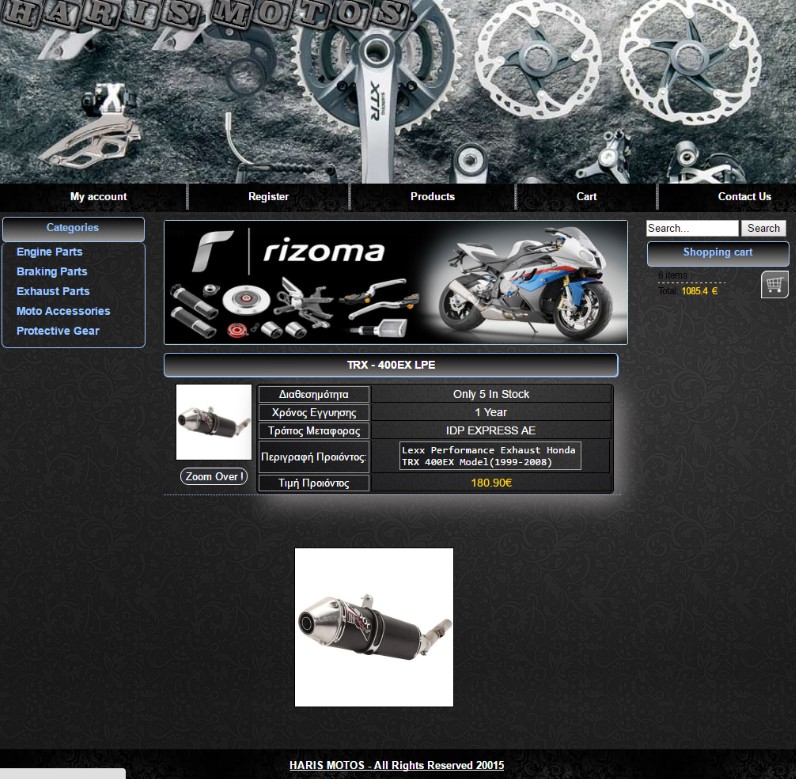 HARIS MOTOS
SHIMANO
XTR
My account
Register
Products
Cart
Contact Us
Categories
Engine Parts
Braking Parts
Exhaust Parts
Moto Accessories
Protective Gear
rizoma
Search...
Search
Shopping cart
6 items
Total: 1085.4 €
TRX - 400EX LPE
Zoom Over !
Διαθεσημότητα
Only 5 In Stock
Χρόνος Εγγυησης
1 Year
Τρόπος Μεταφορας
IDP EXPRESS AE
Περιγραφή Προιόντος:
Lexx Performance Exhaust Honda
TRX 400EX Model(1999-2008)
Τιμή Προιόντος
180.90€
HARIS MOTOS - All Rights Reserved 20015